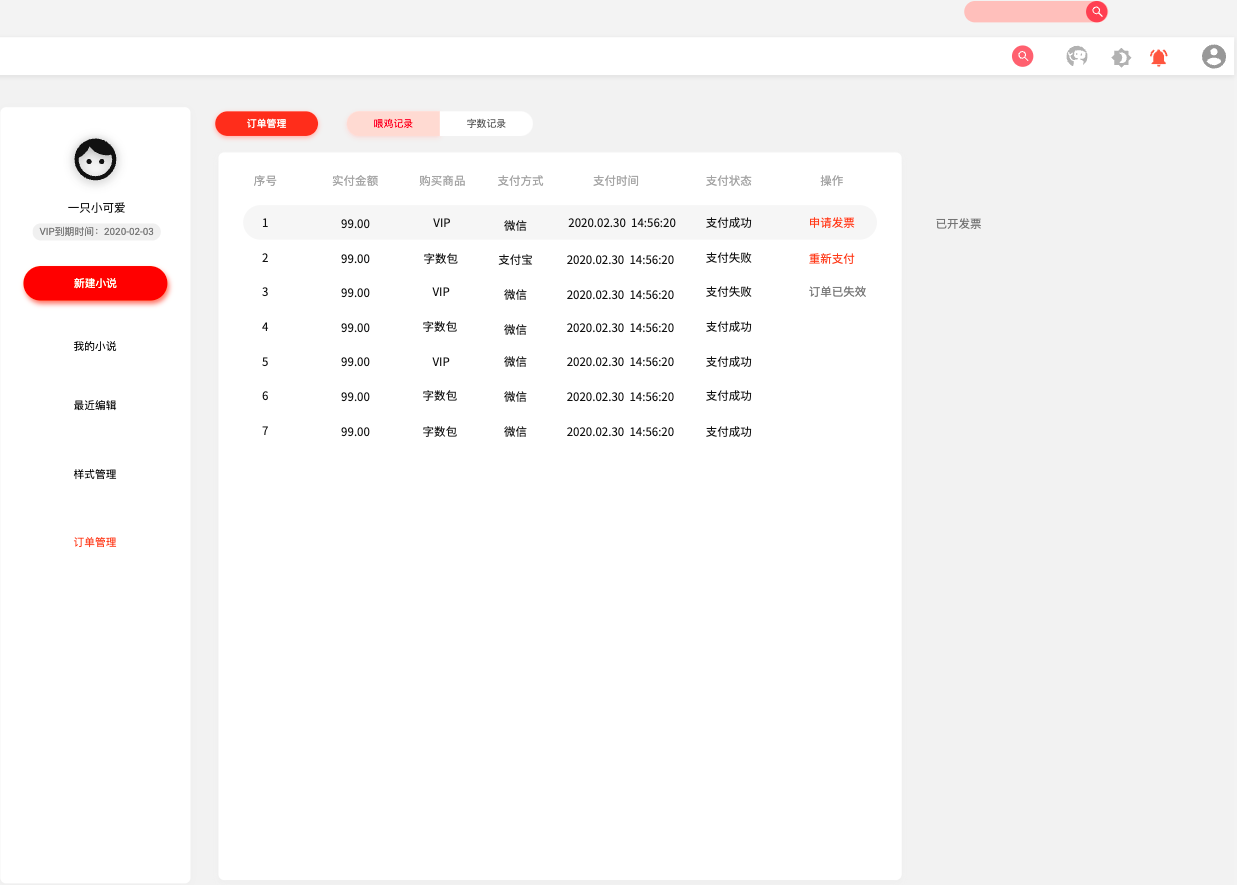 一只小可爱
VIP到期时间：2020-02-03
新建小说
我的小说
最近编辑
样式管理
订单管理
订单管理 喂鸡记录 字数记录
序号 实付金额 购买商品 支付方式 支付时间 支付状态 操作
1 99.00 VIP 微信 2020.02.30 14:56:20 支付成功 申请发票 已开发票
2 99.00 字数包 支付宝 2020.02.30 14:56:20 支付失败 重新支付
3 99.00 VIP 微信 2020.02.30 14:56:20 支付失败 订单已失效
4 99.00 字数包 微信 2020.02.30 14:56:20 支付成功
5 99.00 VIP 微信 2020.02.30 14:56:20 支付成功
6 99.00 字数包 微信 2020.02.30 14:56:20 支付成功
7 99.00 字数包 微信 2020.02.30 14:56:20 支付成功